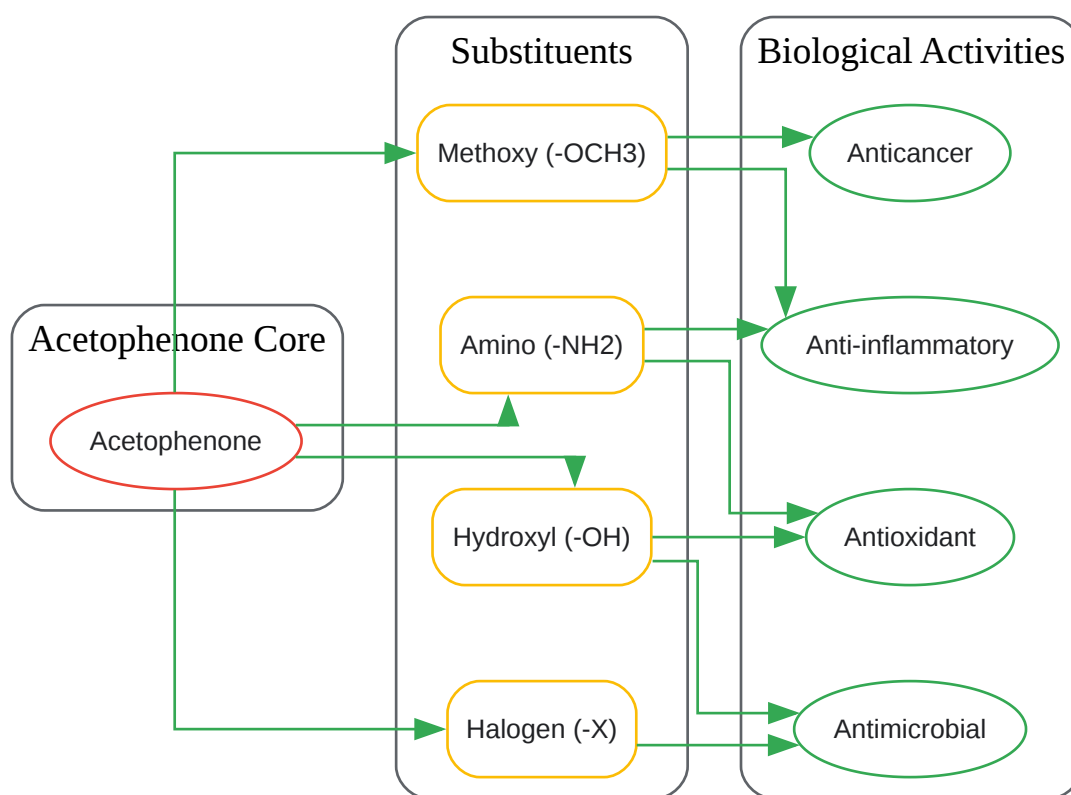 Substituents
Biological Activities
Methoxy (-OCH3)
Anticancer
Acetophenone Core
Amino (-NH2)
Anti-inflammatory
Acetophenone
Hydroxyl (-OH)
Antioxidant
Halogen (-X)
Antimicrobial